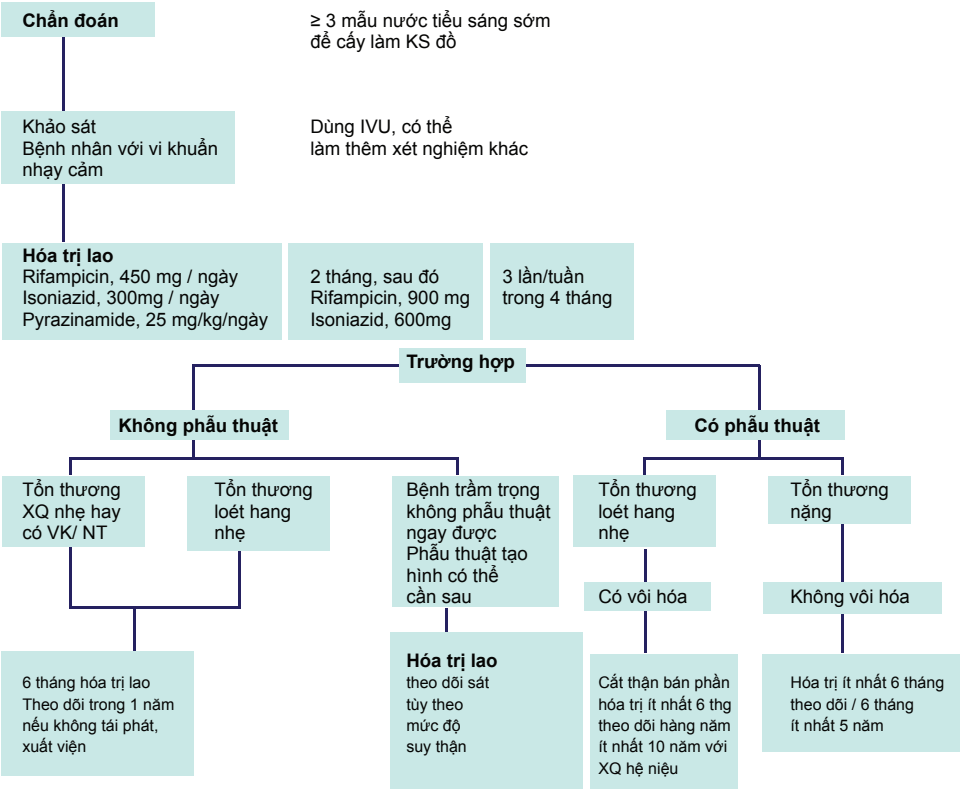 Chẩn đoán
≥ 3 mẫu nước tiểu sáng sớm
để cấy làm KS đồ
Khảo sát
Bệnh nhân với vi khuẩn
nhạy cảm
Dùng IVU, có thể
làm thêm xét nghiệm khác
Hóa trị lao
Rifampicin, 450 mg / ngày
Isoniazid, 300mg / ngày
Pyrazinamide, 25 mg/kg/ngày
2 tháng, sau đó
Rifampicin, 900 mg
Isoniazid, 600mg
3 lần/tuần
trong 4 tháng
Trường hợp
Không phẫu thuật
Có phẫu thuật
Tổn thương
XQ nhẹ hay
có VK/ NT
Tổn thương
loét hang
nhẹ
Bệnh trầm trọng
không phẫu thuật
ngay được
Phẫu thuật tạo
hình có thể
cần sau
Tổn thương
loét hang
nhẹ
Tổn thương
nặng
Có vôi hóa
Không vôi hóa
6 tháng hóa trị lao
Theo dõi trong 1 năm
nếu không tái phát,
xuất viện
Hóa trị lao
theo dõi sát
tùy theo
mức độ
suy thận
Cắt thận bán phần
hóa trị ít nhất 6 thg
theo dõi hàng năm
ít nhất 10 năm với
XQ hệ niệu
Hóa trị ít nhất 6 tháng
theo dõi / 6 tháng
ít nhất 5 năm